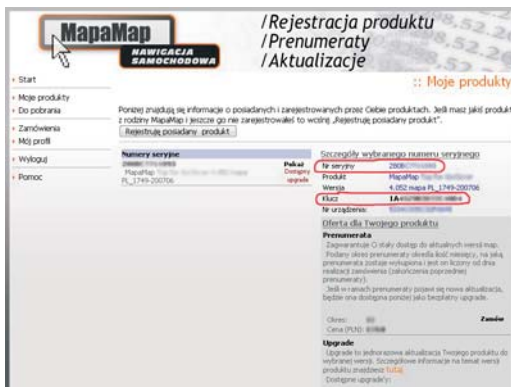 MapaMap
NAWIGACJA
SAMOCHODOWA
/Rejestracja produktu
/Prenumeraty
/Aktualizacje
:: Moje produkty
Start
Moje produkty
Do pobrania
Zamówienia
Mój profil
Wyloguj
Pomoc
Poniżej znajdują się informacje o posiadanych i zarejestrowanych przez Ciebie produktach. Jeśli masz jakiś produkt
z rodziny MapaMap i jeszcze go nie zarejestrowałeś to wciśnij „Rejestruję posiadany produkt".
Rejestruję posiadany produkt
Numery seryjne
Pokaż
MapaMap
Dostępny
upgrade
PL_1749-200706
Szczegóły wybranego numeru seryjnego
Nr seryjny
Produkt MapaMap
Wersja 4.052 mapa PL_1749-200706
Klucz
Nr urządzenia:
Oferta dla Twojego produktu
Prenumerata
Zagwarantuje Ci stały dostęp do aktualnych wersji map.
Podany okres prenumeraty określa ilość miesięcy, na jaką
prenumerata zostaje wykupiona i jest on liczony od dnia
realizacji zamówienia (zakończenia poprzedniej
prenumeraty).
Jeśli w ramach prenumeraty pojawi się nowa aktualizacja,
będzie ona dostępna poniżej jako bezpłatny upgrade.
Okres:
Zamów
Cena (PLN):
Upgrade
Upgrade to jednorazowa aktualizacja Twojego produktu do
wybranej wersji. Szczegółowe informacje na temat wersji
produktu znajdziesz tutaj
Dostępne upgrade'y: